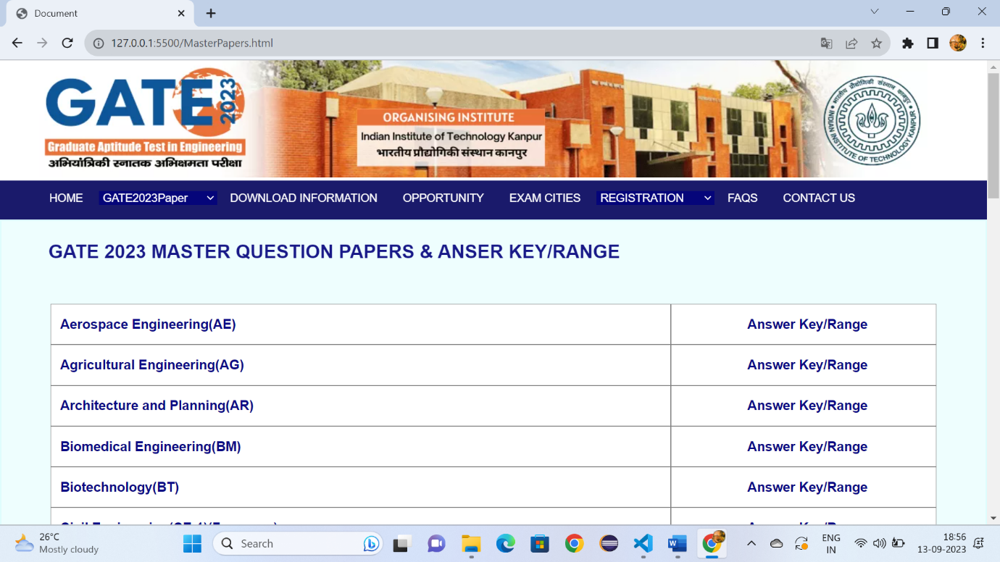 Document
127.0.0.1:5500/MasterPapers.html
GATE 2023
Graduate Aptitude Test in Engineering
अभियांत्रिकी स्नातक अभिक्षमता परीक्षा
ORGANISING INSTITUTE
Indian Institute of Technology Kanpur
भारतीय प्रौद्योगिकी संस्थान कानपुर
भारतीय प्रौद्योगिकी संस्थान कानपुर
INDIAN INSTITUTE OF TECHNOLOGY KANPUR
HOME GATE2023Paper DOWNLOAD INFORMATION OPPORTUNITY EXAM CITIES REGISTRATION FAQS CONTACT US
GATE 2023 MASTER QUESTION PAPERS & ANSER KEY/RANGE
Aerospace Engineering(AE) Answer Key/Range
Agricultural Engineering(AG) Answer Key/Range
Architecture and Planning(AR) Answer Key/Range
Biomedical Engineering(BM) Answer Key/Range
Biotechnology(BT) Answer Key/Range
26°C
Mostly cloudy
Search
ENG
IN
18:56
13-09-2023